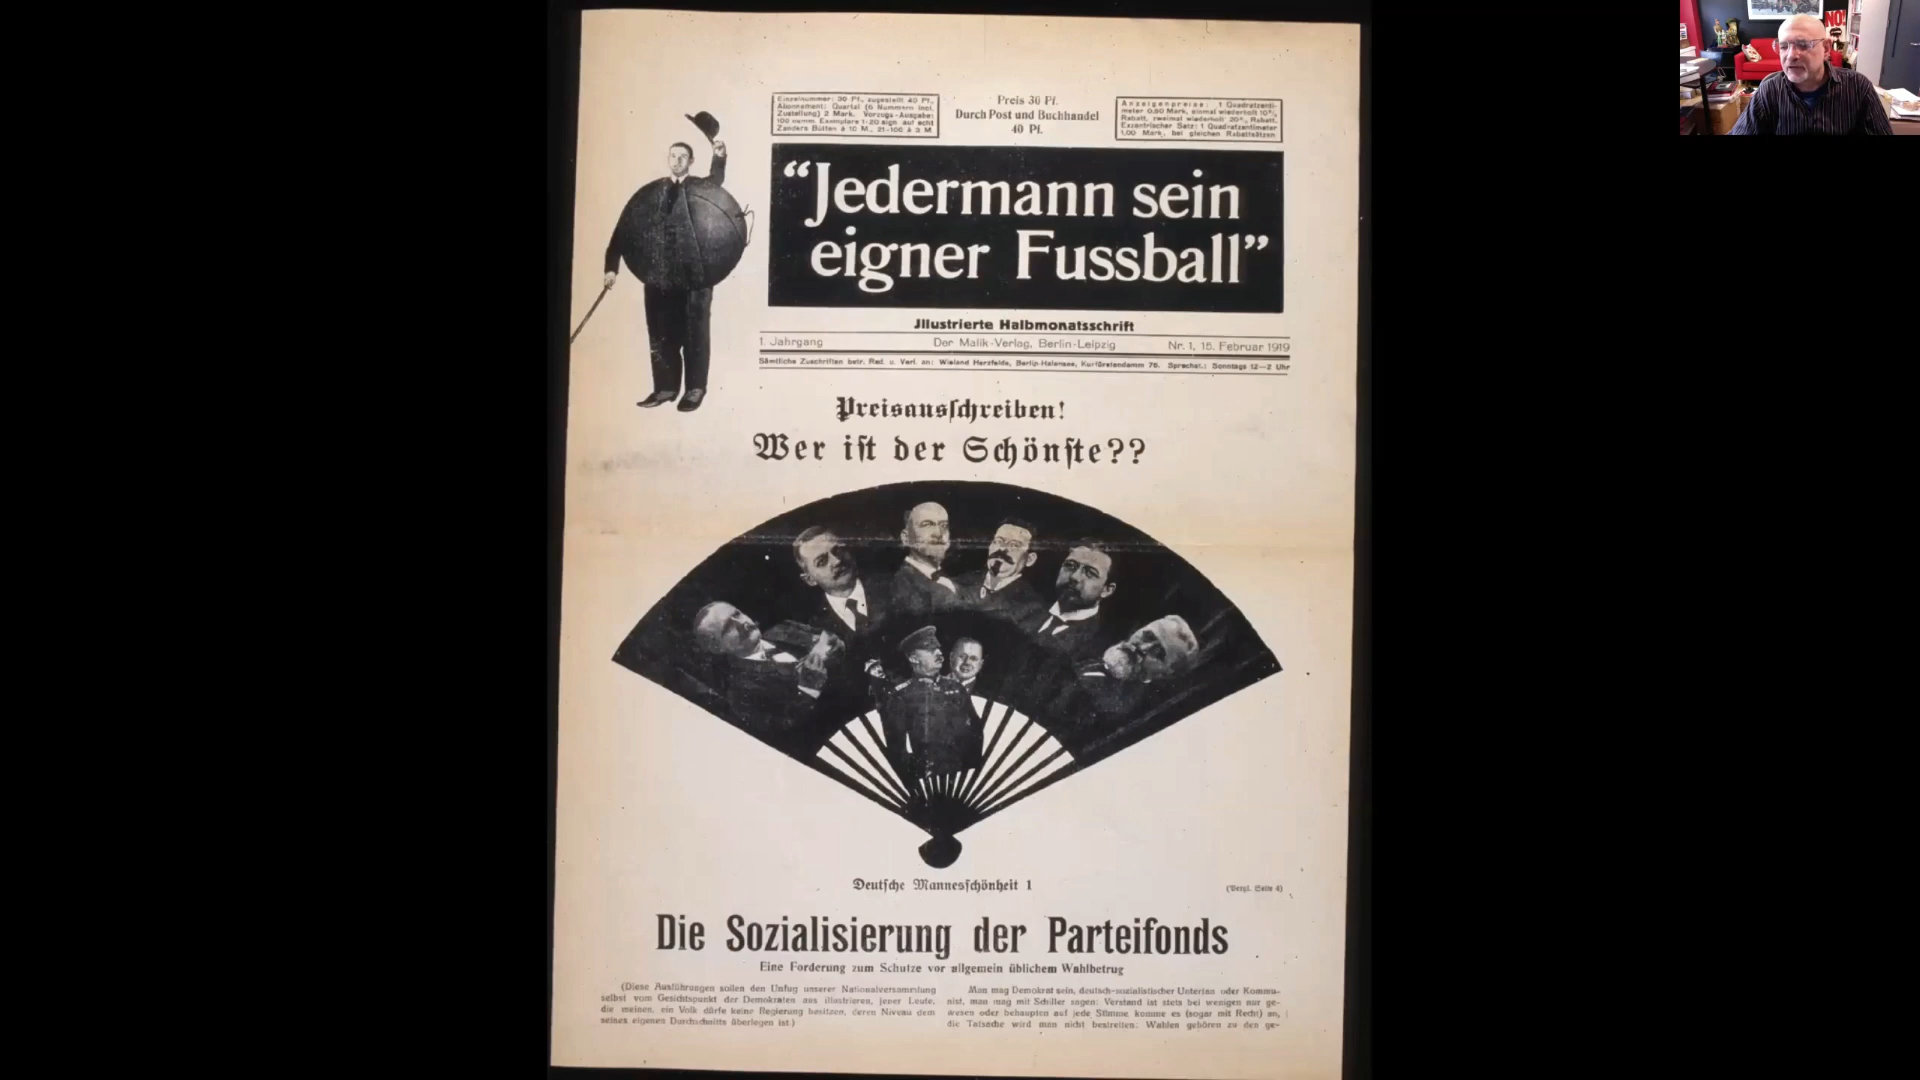 Einzelnummer: 30 Pf., zugestellt 40 Pf.,
Abonnement: Quartal (6 Nummern incl.
Zustellung) 2 Mark. Vorzugs-Ausgabe:
100 numm. Exemplare 1-20 sign. auf echt
Zanders Bütten à 10 M., 21-100 à 3 M.
Preis 30 Pf.
Durch Post und Buchhandel
40 Pf.
Anzeigenpreise: 1 Quadratzenti-
meter 0,80 Mark, einmal wiederholt 10%,
Rabatt, zweimal wiederholt 20%, Rabatt.
Exzentrischer Satz: 1 Quadratzentimeter
1,00 Mark, bei gleichen Rabattsätzen
“Jedermann sein
eigner Fussball”
Jllustrierte Halbmonatsschrift
1. Jahrgang Der Malik-Verlag, Berlin-Leipzig Nr. 1, 15. Februar 1919
Sämtliche Zuschriften betr. Red. u. Verl. an: Wieland Herzfelde, Berlin-Halensee, Kurfürstendamm 76. Sprechst.: Sonntags 12—2 Uhr
Preisausſchreiben!
Wer iſt der Schönſte??
Deutſche Mannesſchönheit 1
(Vergl. Seite 4)
Die Sozialisierung der Parteifonds
Eine Forderung zum Schutze vor allgemein üblichem Wahlbetrug
(Diese Ausführungen sollen den Unfug unserer Nationalversammlung
selbst vom Gesichtspunkt der Demokraten aus illustrieren, jener Leute,
die meinen, ein Volk dürfe keine Regierung besitzen, deren Niveau dem
seines eigenen Durchschnitts überlegen ist.)
Man mag Demokrat sein, deutsch-sozialistischer Untertan oder Kommu-
nist, man mag mit Schiller sagen: Verstand ist stets bei wenigen nur ge-
wesen oder behaupten auf jede Stimme komme es (sogar mit Recht) an,
die Tatsache wird man nicht bestreiten: Wahlen gehören zu den ge-
NO!